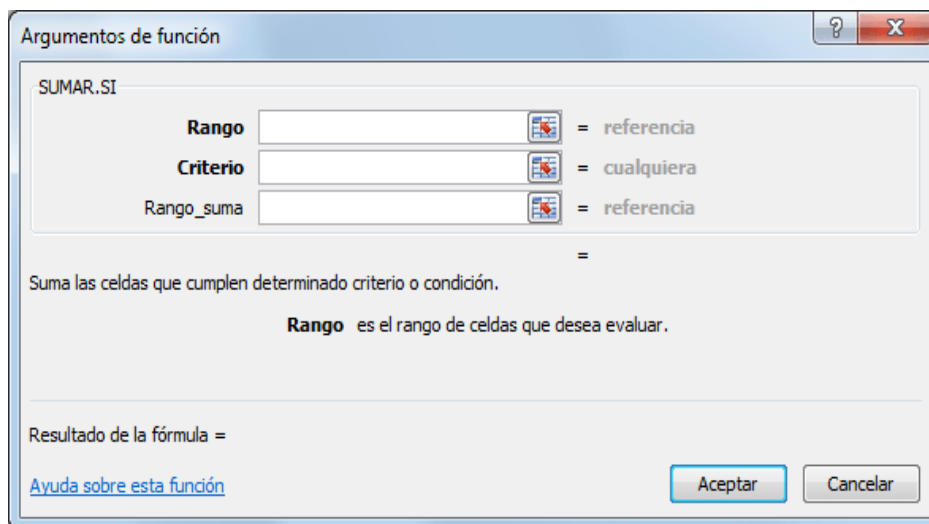 Argumentos de función
?
X
SUMAR.SI
Rango = referencia
Criterio = cualquiera
Rango_suma = referencia
=
Suma las celdas que cumplen determinado criterio o condición.
Rango es el rango de celdas que desea evaluar.
Resultado de la fórmula =
Ayuda sobre esta función
Aceptar
Cancelar